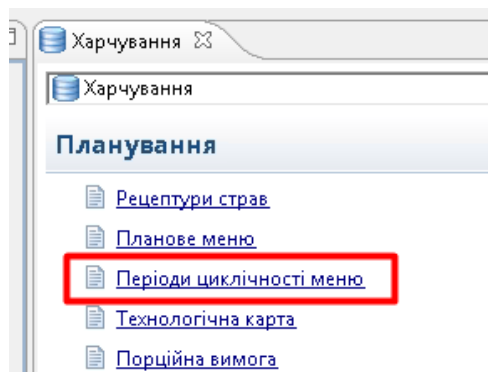 Харчування
Харчування
Планування
Рецептури страв
Планове меню
Періоди циклічності меню
Технологічна карта
Порційна вимога